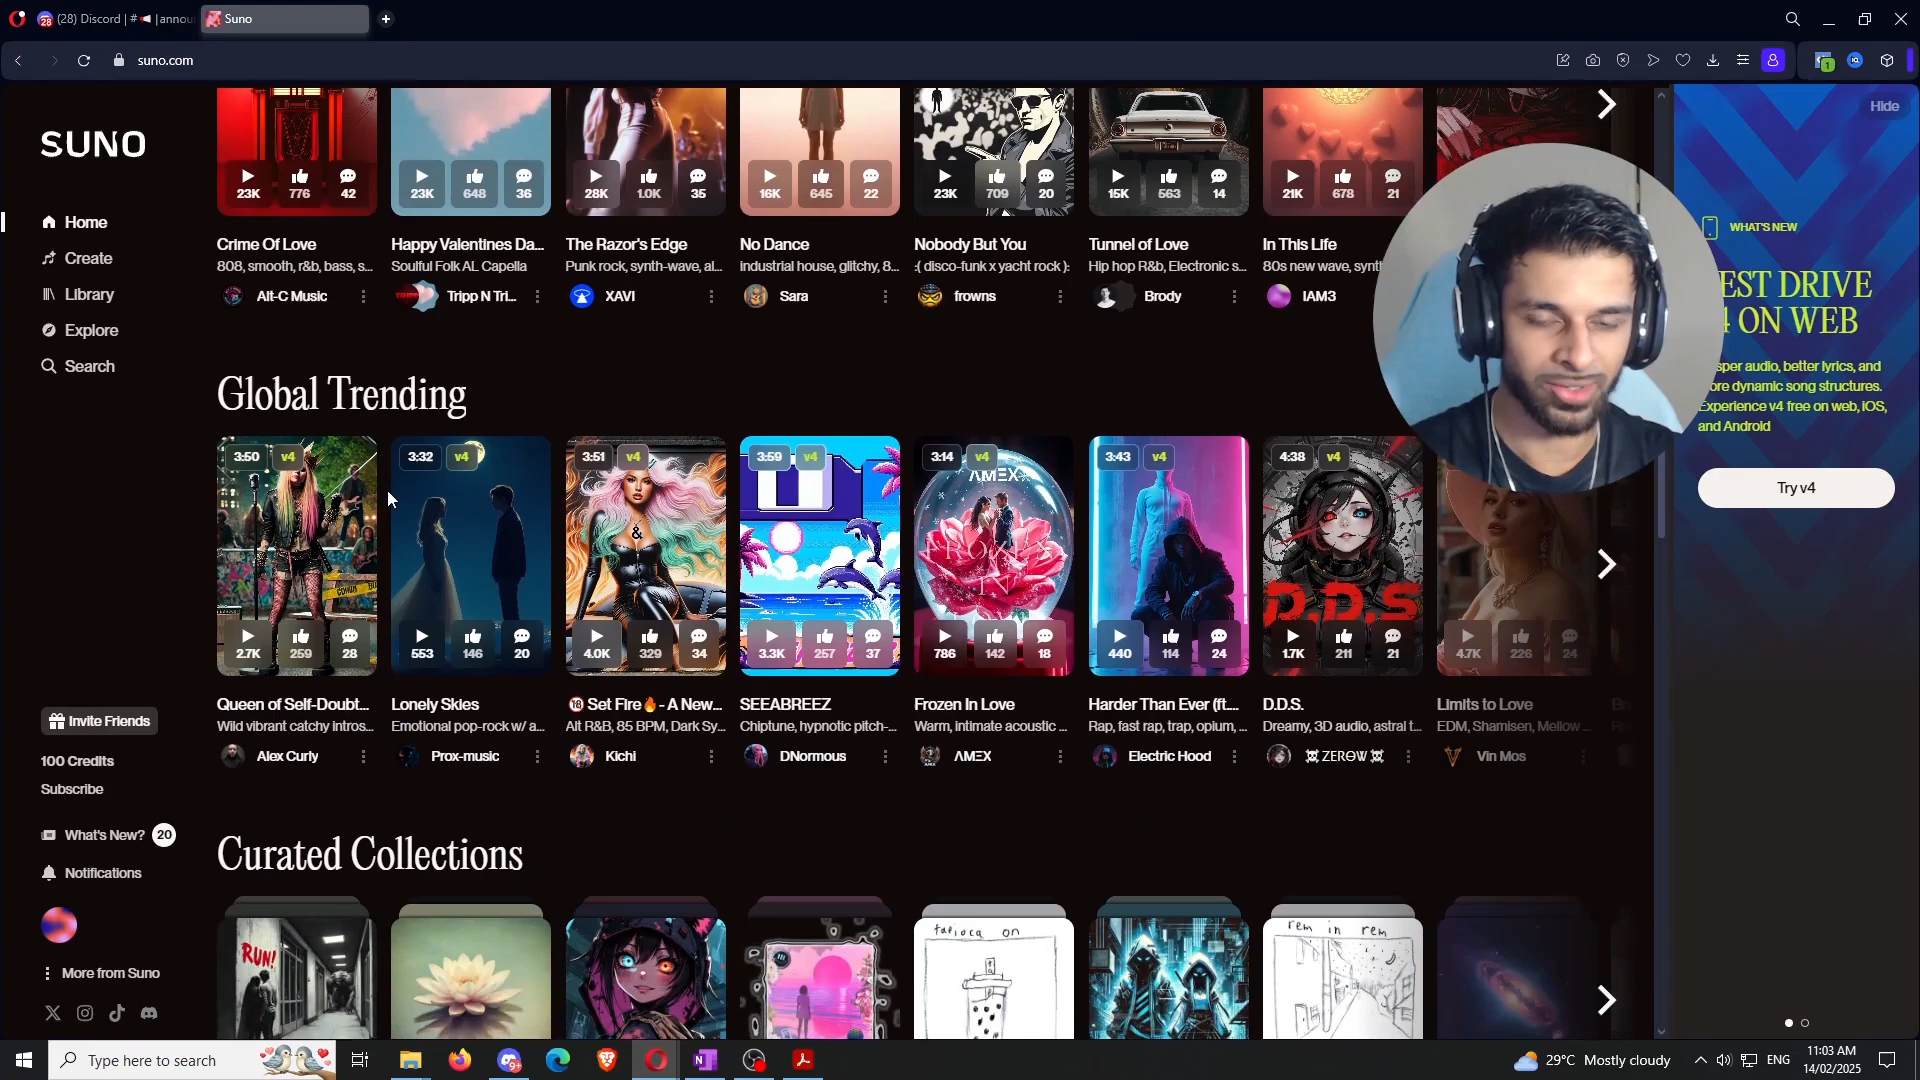 (28) Discord | #
|annou
Suno
suno.com
1
SUNO
Home
Create
Library
Explore
Search
Invite Friends
100 Credits
Subscribe
What's New?
20
Notifications
More from Suno
23K
776
42
23K
648
36
28K
1.0K
35
16K
645
22
23K
709
20
15K
563
14
21K
678
21
Crime Of Love
Happy Valentines Da...
The Razor's Edge
No Dance
Nobody But You
Tunnel of Love
In This Life
808, smooth, r&b, bass, s...
Soulful Folk AL Capella
Punk rock, synth-wave, al...
industrial house, glitchy, 8...
:( disco-funk x yacht rock ):
Hip hop R&b, Electronic s...
80s new wave, synt
Alt-C Music
Tripp N Tri...
XAVI
Sara
frowns
Brody
IAM3
Global Trending
3:50
v4
3:32
v4
3:51
v4
3:59
v4
3:14
v4
3:43
v4
4:38
v4
&
ΛMΞX
FROZEN
IN
D.D.S
2.7K
259
28
553
146
20
4.0K
329
34
3.3K
257
37
786
142
18
440
114
24
1.7K
211
21
4.7K
226
24
Queen of Self-Doubt...
Lonely Skies
🔞 Set Fire🔥- A New...
SEEABREEZ
Frozen In Love
Harder Than Ever (ft....
D.D.S.
Limits to Love
Wild vibrant catchy intros...
Emotional pop-rock w/ a...
Alt R&B, 85 BPM, Dark Sy...
Chiptune, hypnotic pitch-...
Warm, intimate acoustic ...
Rap, fast rap, trap, opium, ...
Dreamy, 3D audio, astral t...
EDM, Shamisen, Mellow ...
Alex Curly
Prox-music
Kichi
DNormous
ΛMΞX
Electric Hood
☠ZERѲW☠
Vin Mos
Curated Collections
RUN!
tapioca on
rem in rem
Hide
WHAT'S NEW
EST DRIVE
4 ON WEB
sper audio, better lyrics, and
ore dynamic song structures.
Experience v4 free on web, iOS,
and Android
Try v4
Type here to search
9+
29°C Mostly cloudy
ENG
11:03 AM
14/02/2025